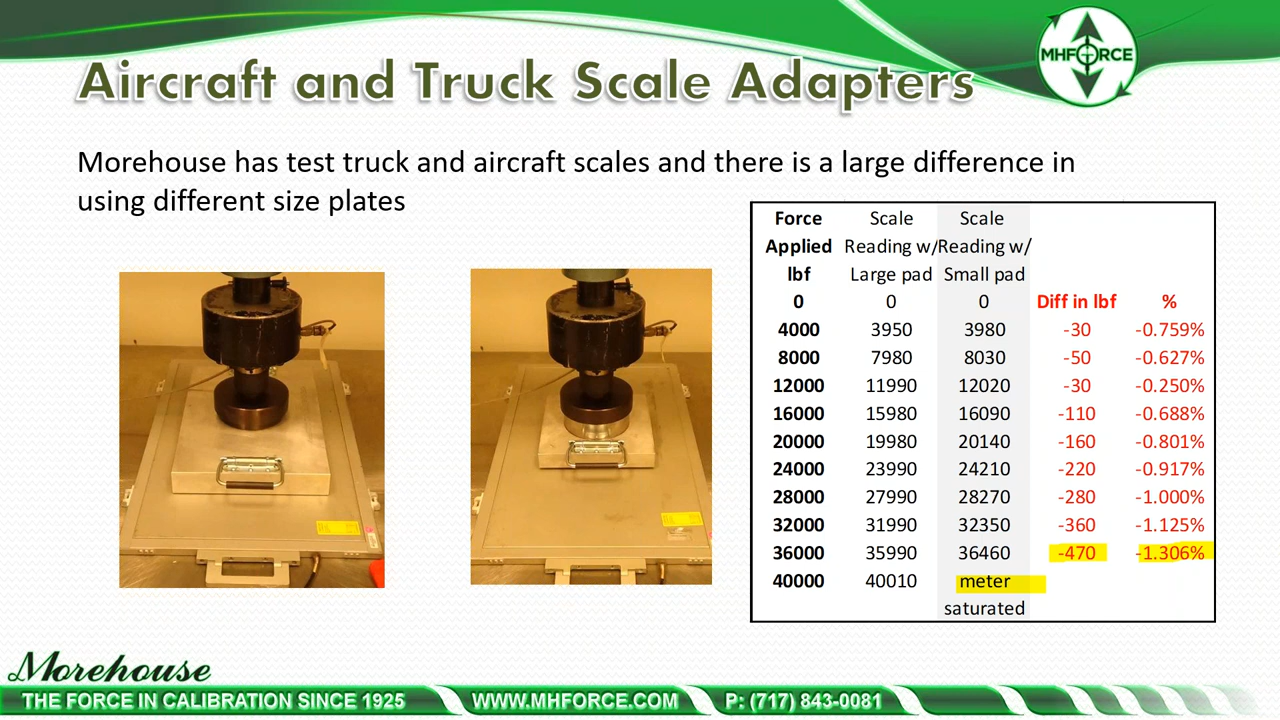 MHFORCE
Aircraft and Truck Scale Adapters
Morehouse has test truck and aircraft scales and there is a large difference in
using different size plates
Force Scale Scale
Applied Reading w/ Reading w/
lbf Large pad Small pad
0 0 0 Diff in lbf %
4000 3950 3980 -30 -0.759%
8000 7980 8030 -50 -0.627%
12000 11990 12020 -30 -0.250%
16000 15980 16090 -110 -0.688%
20000 19980 20140 -160 -0.801%
24000 23990 24210 -220 -0.917%
28000 27990 28270 -280 -1.000%
32000 31990 32350 -360 -1.125%
36000 35990 36460 -470 -1.306%
40000 40010 meter
saturated
Morehouse
THE FORCE IN CALIBRATION SINCE 1925 WWW.MHFORCE.COM P: (717) 843-0081